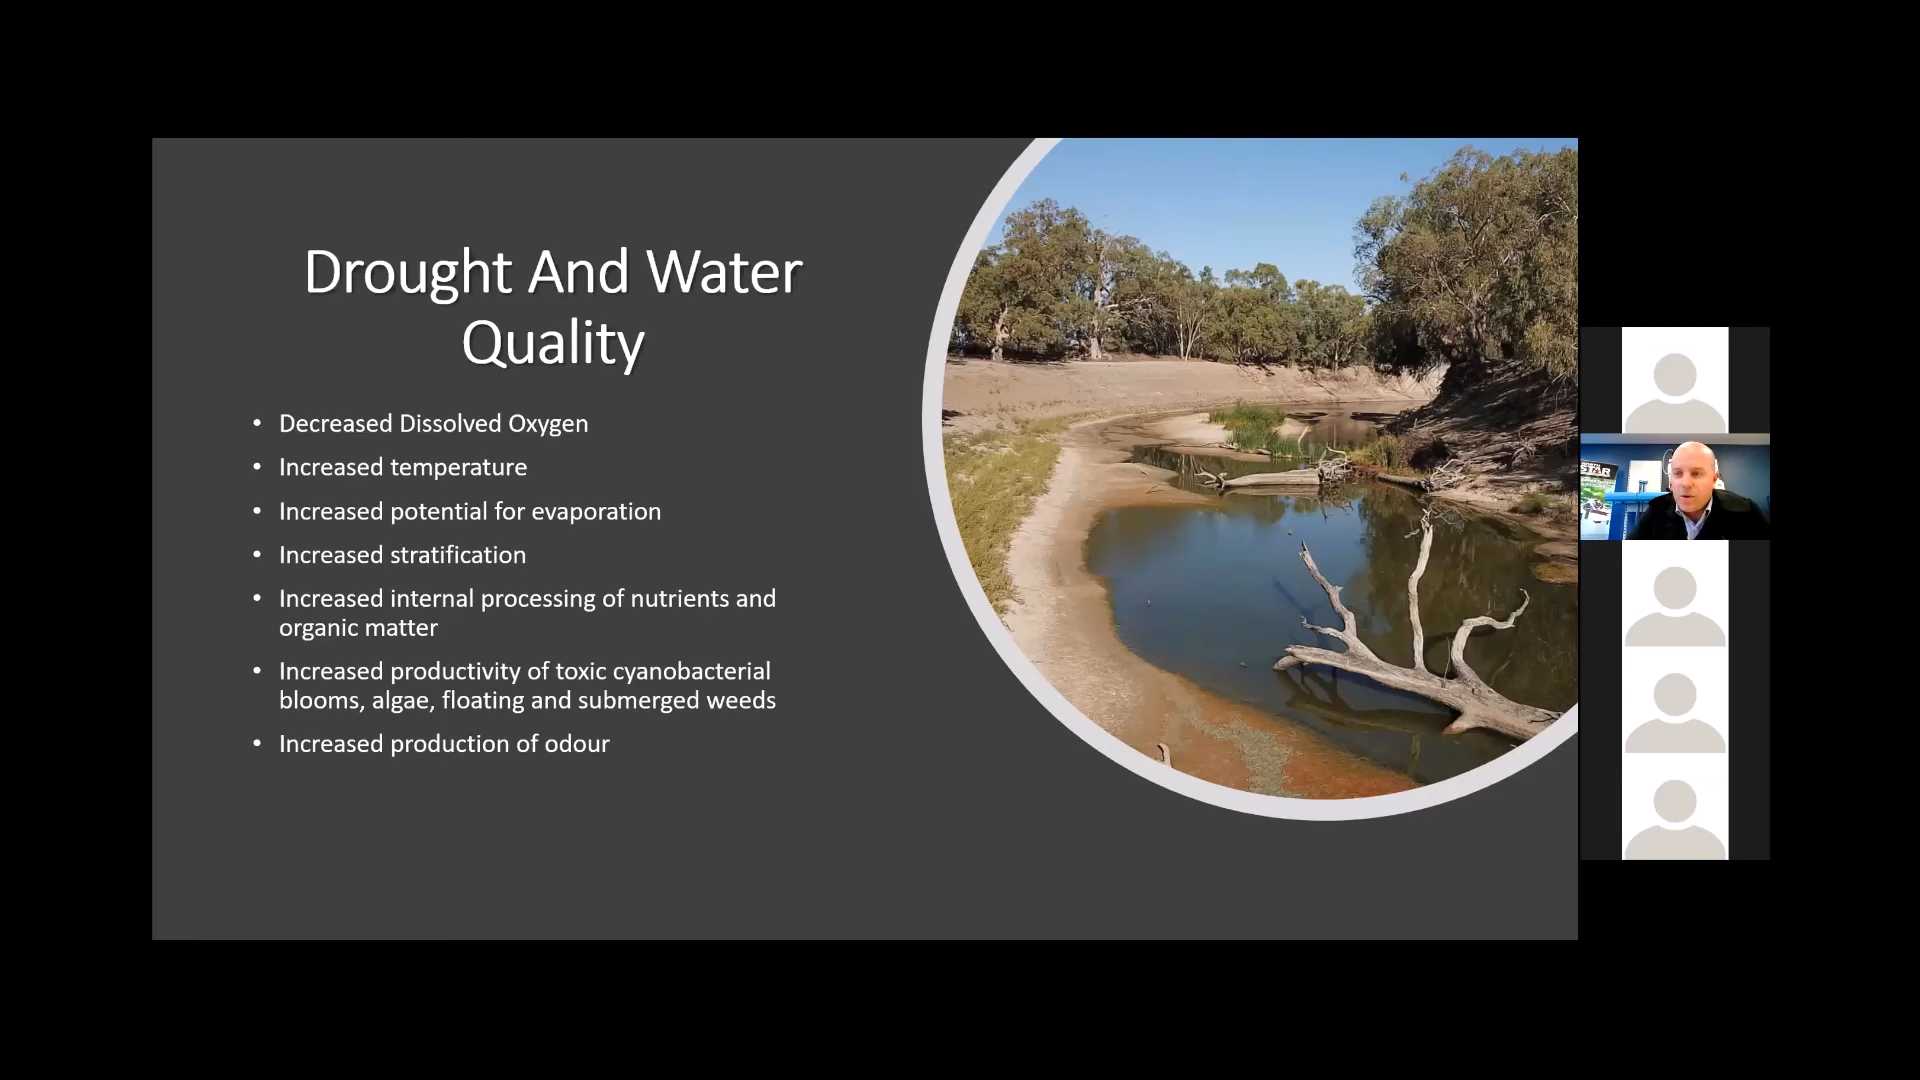 Drought And Water
Quality
• Decreased Dissolved Oxygen
• Increased temperature
• Increased potential for evaporation
• Increased stratification
• Increased internal processing of nutrients and
organic matter
• Increased productivity of toxic cyanobacterial
blooms, algae, floating and submerged weeds
• Increased production of odour
STAR